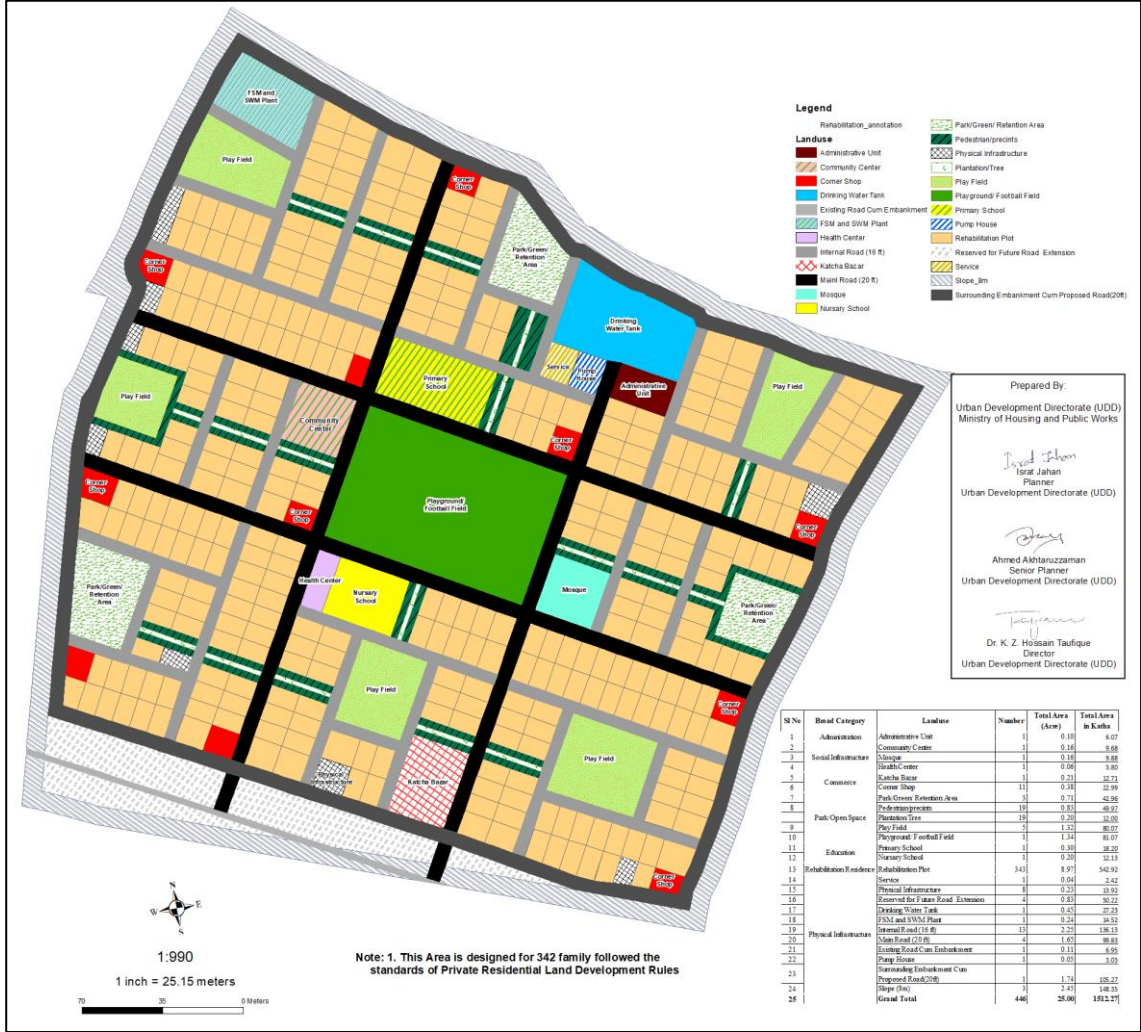 FSM and
SWM Plant
Play Field
Corner
Shop
Park/Green/
Retention
Area
Corner
Shop
Drinking
Water Tank
Service
Pump
House
Administrative
Unit
Primary
School
Play Field
Play Field
Community
Center
Corner
Shop
Corner
Shop
Corner
Shop
Corner
Shop
Playground/
Football Field
Health Center
Nursary
School
Mosque
Park/Green/
Retention
Area
Park/Green/
Retention
Area
Play Field
Corner
Shop
Play Field
Physical
Infrastructure
Katcha Bazar
Corner
Shop
Legend
Rehabilitation_annotation
Landuse
Administrative Unit
Community Center
Corner Shop
Drinking Water Tank
Existing Road Cum Embankment
FSM and SWM Plant
Health Center
Internal Road (16 ft)
Katcha Bazar
Mainl Road (20 ft)
Mosque
Nursary School
Park/Green/ Retention Area
Pedestrian/precints
Physical Infrastructure
Plantation/Tree
Play Field
Playground/ Football Field
Primary School
Pump House
Rehabilitation Plot
Reserved for Future Road Extension
Service
Slope_8m
Surrounding Embankment Cum Proposed Road(20ft)
Prepared By:
Urban Development Directorate (UDD)
Ministry of Housing and Public Works
Israt Jahan
Israt Jahan
Planner
Urban Development Directorate (UDD)
Ahmed Akhtaruzzaman
Senior Planner
Urban Development Directorate (UDD)
Dr. K. Z. Hossain Taufique
Director
Urban Development Directorate (UDD)
Sl No Broad Category Landuse Number Total Area (Acre) Total Area in Katha
1 Administration Administrative Unit 1 0.10 6.07
2 Community Center 1 0.16 9.68
3 Social Infrastructure Mosque 1 0.16 9.88
4 Health Center 1 0.06 3.80
5 Commerce Katcha Bazar 1 0.21 12.71
6 Corner Shop 11 0.38 22.99
7 Park/Green/ Retention Area 3 0.71 42.96
8 Pedestrian/precints 19 0.83 49.97
Park/Open Space Plantation/Tree 19 0.20 12.00
9 Play Field 5 1.32 80.07
10 Playground/ Football Field 1 1.34 81.07
11 Education Primary School 1 0.30 18.20
12 Nursary School 1 0.20 12.13
13 Rehabilitation Residence Rehabilitation Plot 343 8.97 542.92
14 Service 1 0.04 2.42
15 Physical Infrastructure 8 0.23 13.92
16 Reserved for Future Road Extension 4 0.83 50.22
17 Drinking Water Tank 1 0.45 27.23
18 FSM and SWM Plant 1 0.24 14.52
19 Physical Infrastructure Internal Road (16 ft) 13 2.25 136.13
20 Main Road (20 ft) 4 1.65 99.83
21 Existing Road Cum Embankment 1 0.11 6.95
22 Pump House 1 0.05 3.03
23 Surrounding Embankment Cum
Proposed Road(20ft) 1 1.74 105.27
24 Slope (8m) 3 2.45 148.35
25 Grand Total 446 25.00 1512.27
N
W E
S
1:990
1 inch = 25.15 meters
70 35 0 Meters
Note: 1. This Area is designed for 342 family followed the
standards of Private Residential Land Development Rules